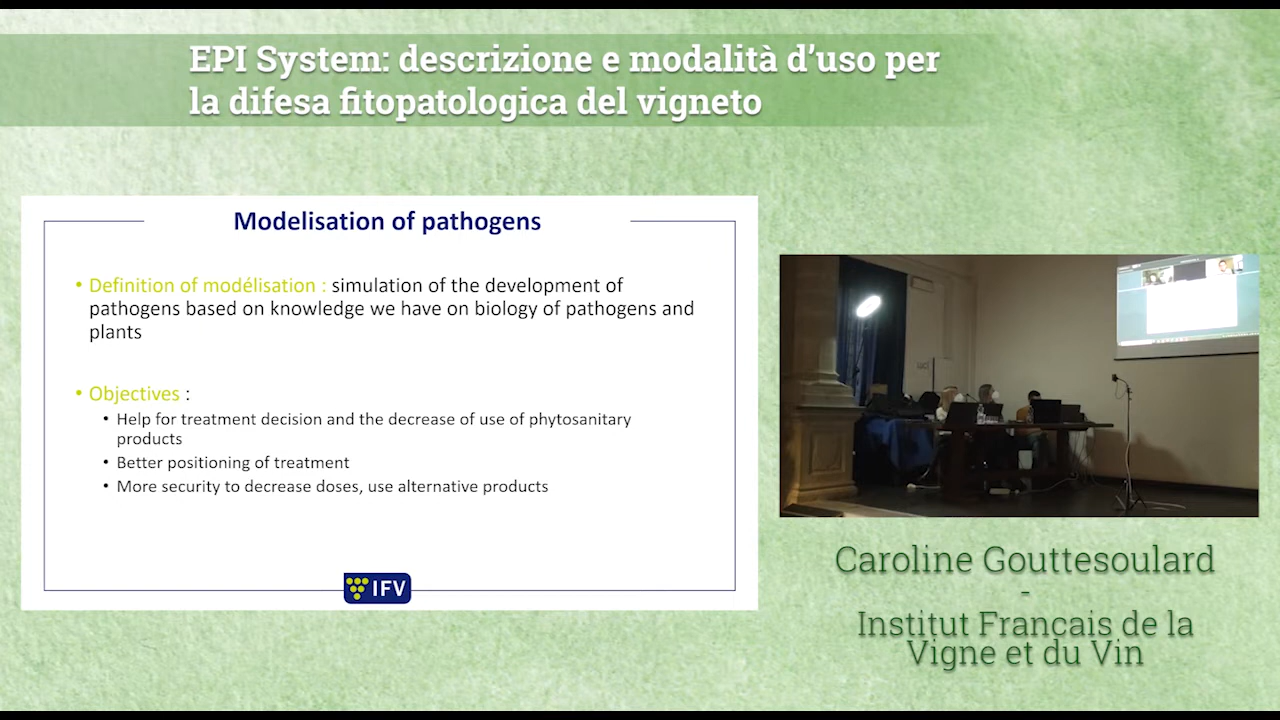 EPI System: descrizione e modalità d'uso per
la difesa fitopatologica del vigneto
Modelisation of pathogens
• Definition of modélisation : simulation of the development of
pathogens based on knowledge we have on biology of pathogens and
plants
• Objectives :
• Help for treatment decision and the decrease of use of phytosanitary
products
• Better positioning of treatment
• More security to decrease doses, use alternative products
IFV
Caroline Gouttesoulard
-
Institut Français de la
Vigne et du Vin